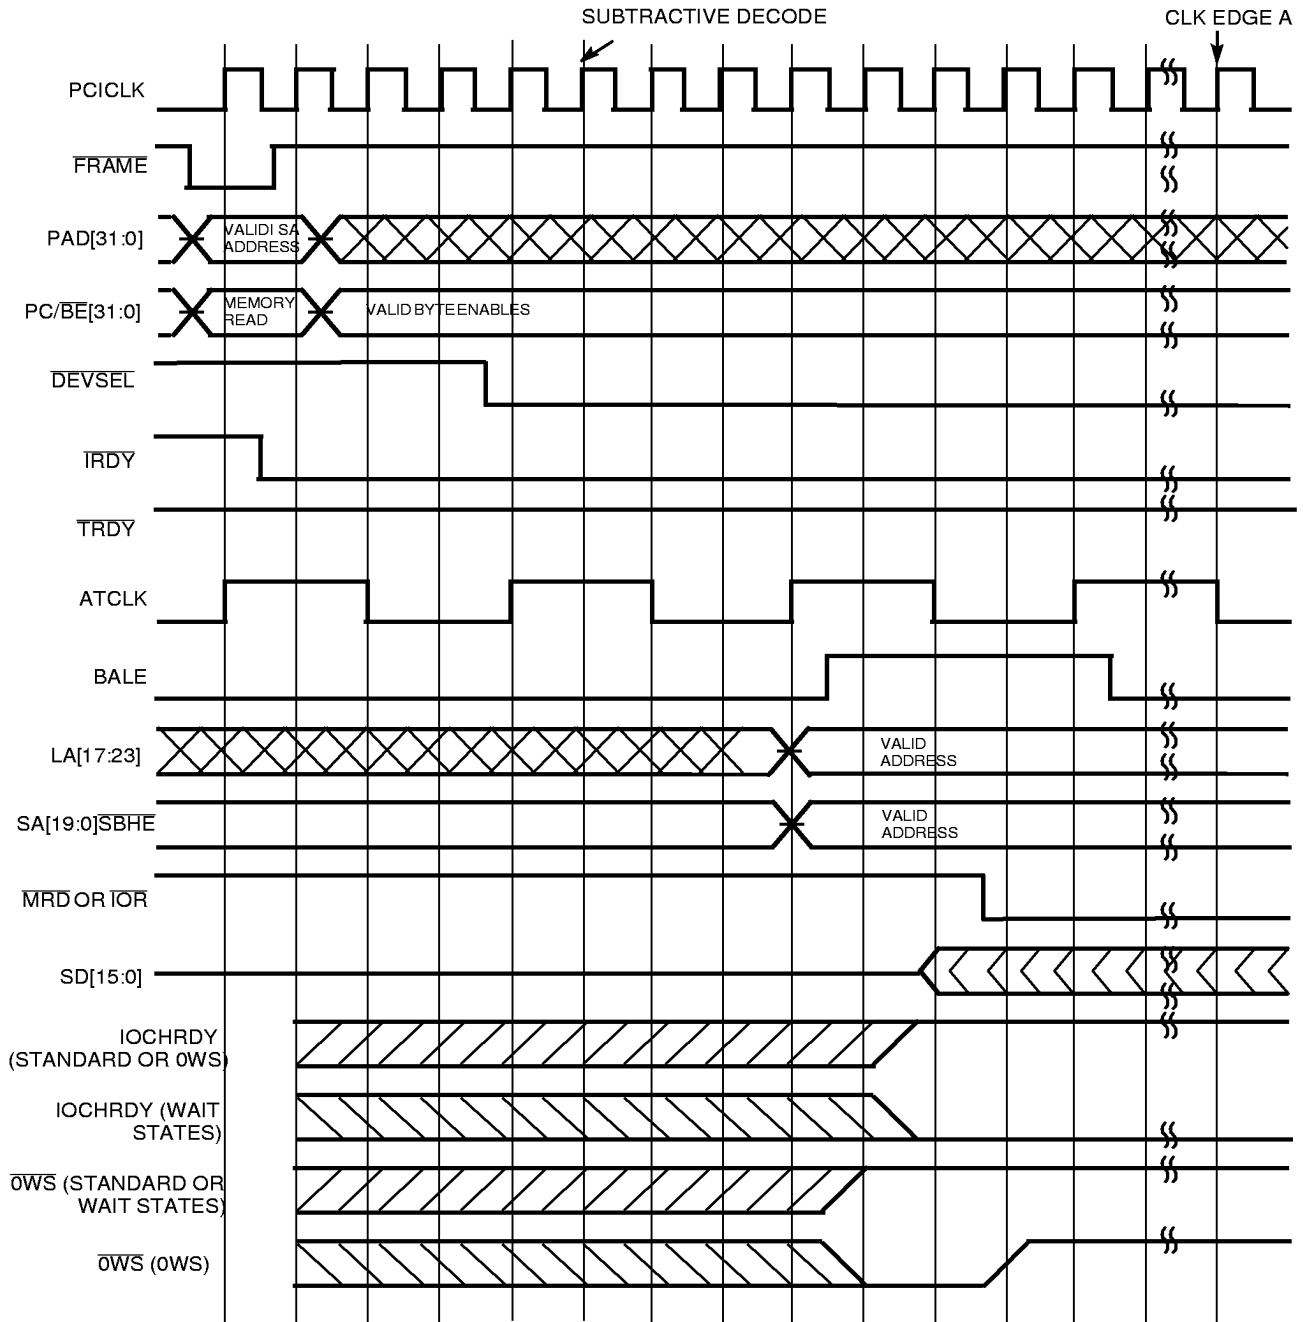 SUBTRACTIVE DECODE
CLK EDGE A
PCICLK
FRAME
PAD[31:0]
VALIDI SA
ADDRESS
PC/BE[31:0]
MEMORY
READ
VALID BYTE ENABLES
DEVSEL
IRDY
TRDY
ATCLK
BALE
LA[17:23]
VALID
ADDRESS
SA[19:0]SBHE
VALID
ADDRESS
MRD OR IOR
SD[15:0]
IOCHRDY
(STANDARD OR 0WS)
IOCHRDY (WAIT
STATES)
0WS (STANDARD OR
WAIT STATES)
0WS (0WS)